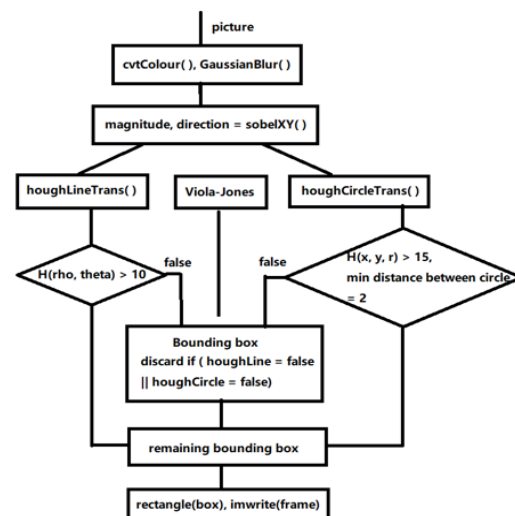 picture
cvtColour( ), GaussianBlur( )
magnitude, direction = sobelXY( )
houghLineTrans( )
Viola-Jones
houghCircleTrans( )
false
false
H(rho, theta) > 10
H(x, y, r) > 15,
min distance between circle
= 2
Bounding box
discard if ( houghLine = false
|| houghCircle = false)
remaining bounding box
rectangle(box), imwrite(frame)